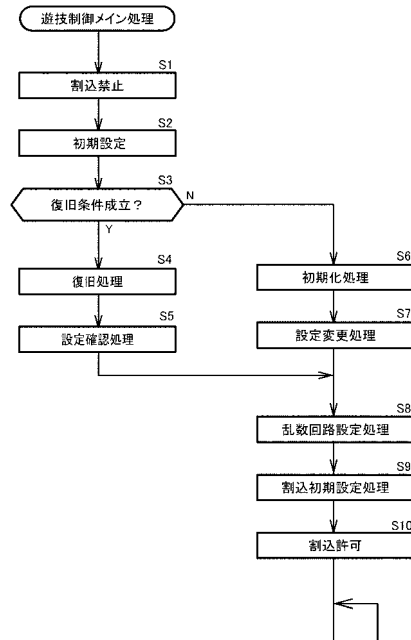 遊技制御メイン処理
S1
割込禁止
S2
初期設定
S3
復旧条件成立？
N
Y
S4
復旧処理
S5
設定確認処理
S6
初期化処理
S7
設定変更処理
S8
乱数回路設定処理
S9
割込初期設定処理
S10
割込許可